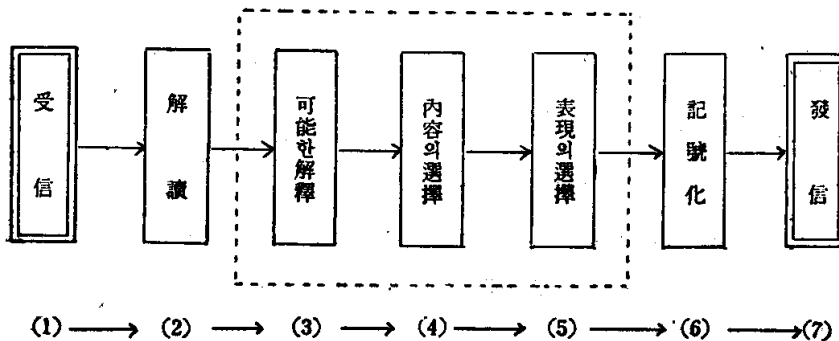 受信
解讀
可能한 解釋
內容의 選擇
表現의 選擇
記號化
發信
(1) → (2) → (3) → (4) → (5) → (6) → (7)